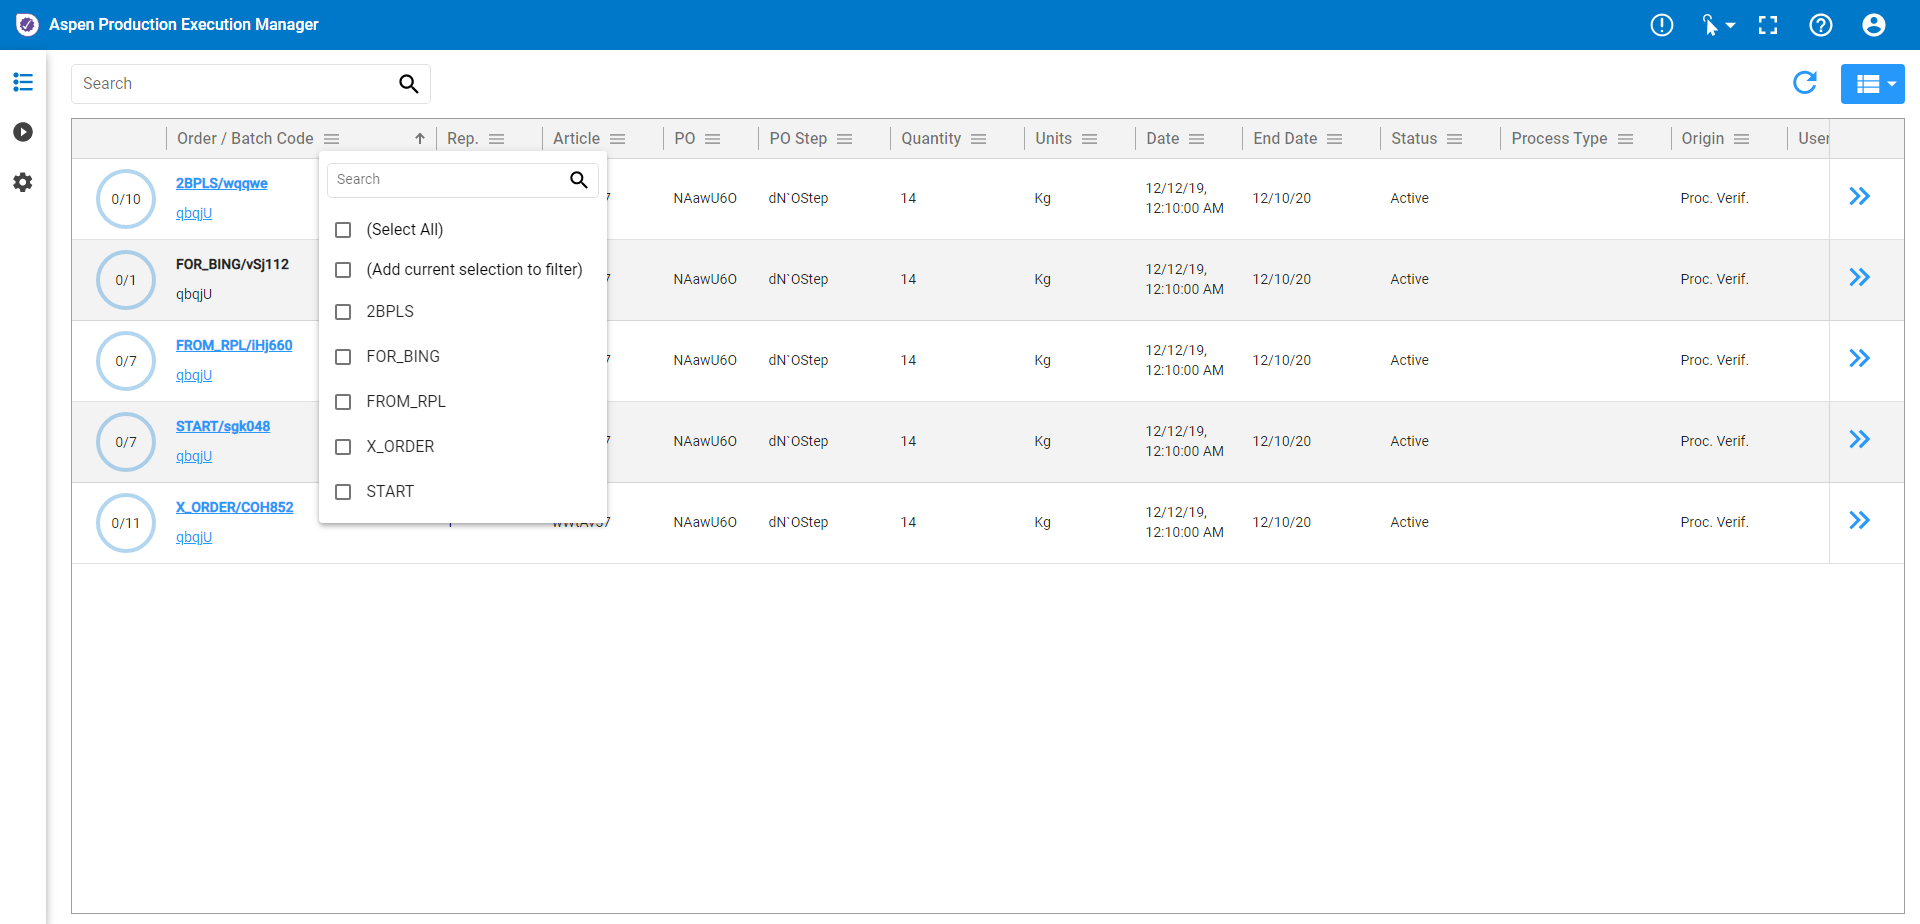 Aspen Production Execution Manager
Search
Order / Batch Code Rep. Article PO PO Step Quantity Units Date End Date Status Process Type Origin User
0/10 2BPLS/wqqwe qbqjU NAawU6O dN`OStep 14 Kg 12/12/19, 12:10:00 AM 12/10/20 Active Proc. Verif.
0/1 FOR_BING/vSj112 qbqjU NAawU6O dN`OStep 14 Kg 12/12/19, 12:10:00 AM 12/10/20 Active Proc. Verif.
0/7 FROM_RPL/iHj660 qbqjU NAawU6O dN`OStep 14 Kg 12/12/19, 12:10:00 AM 12/10/20 Active Proc. Verif.
0/7 START/sgk048 qbqjU NAawU6O dN`OStep 14 Kg 12/12/19, 12:10:00 AM 12/10/20 Active Proc. Verif.
0/11 X_ORDER/COH852 qbqjU NAawU6O dN`OStep 14 Kg 12/12/19, 12:10:00 AM 12/10/20 Active Proc. Verif.
Search
(Select All)
(Add current selection to filter)
2BPLS
FOR_BING
FROM_RPL
X_ORDER
START